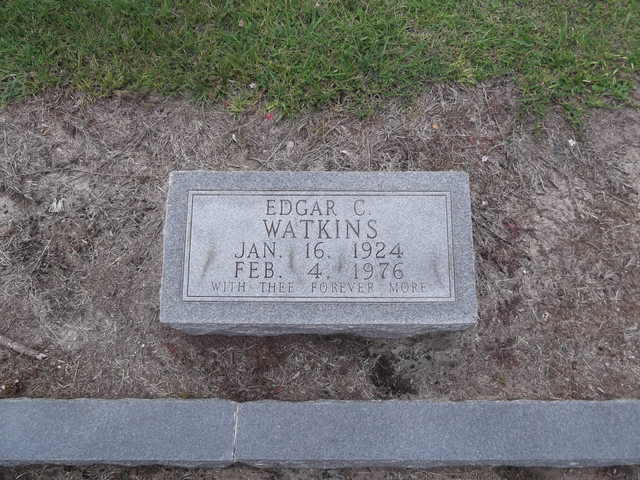 EDGAR C.
WATKINS
JAN. 16. 1924
FEB. 4. 1976
WITH THEE FOREVER MORE